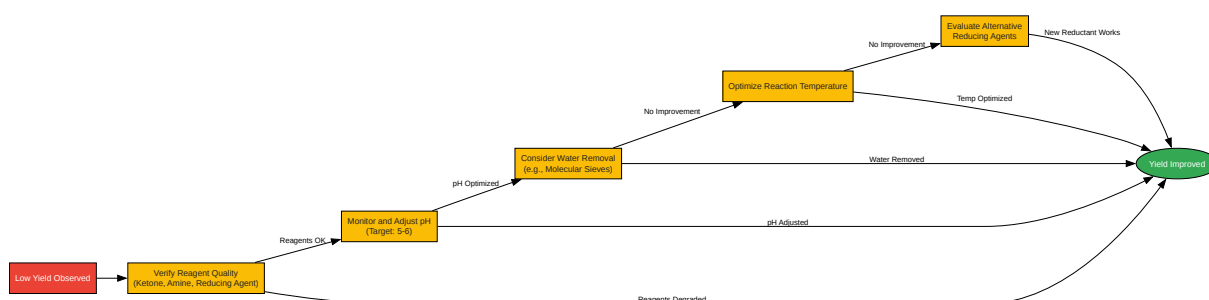 Evaluate Alternative
Reducing Agents
New Reductant Works
No Improvement
Optimize Reaction Temperature
Temp Optimized
No Improvement
Consider Water Removal
(e.g., Molecular Sieves)
Water Removed
Yield Improved
pH Optimized
Monitor and Adjust pH
(Target: 5-6)
pH Adjusted
Reagents OK
Low Yield Observed
Verify Reagent Quality
(Ketone, Amine, Reducing Agent)
Reagents Degraded